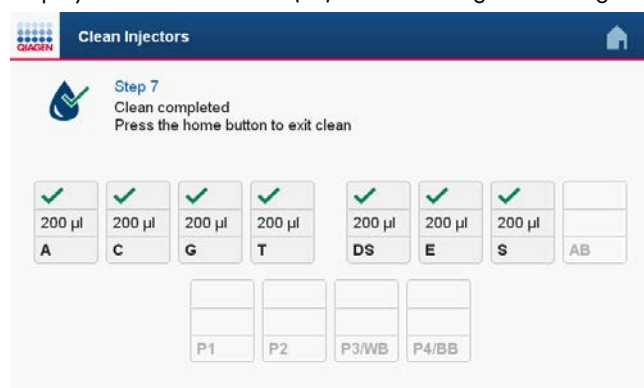 QIAGEN
Clean Injectors
Step 7
Clean completed
Press the home button to exit clean
200 µl 200 µl 200 µl 200 µl 200 µl 200 µl 200 µl
A C G T DS E S AB
P1 P2 P3/WB P4/BB